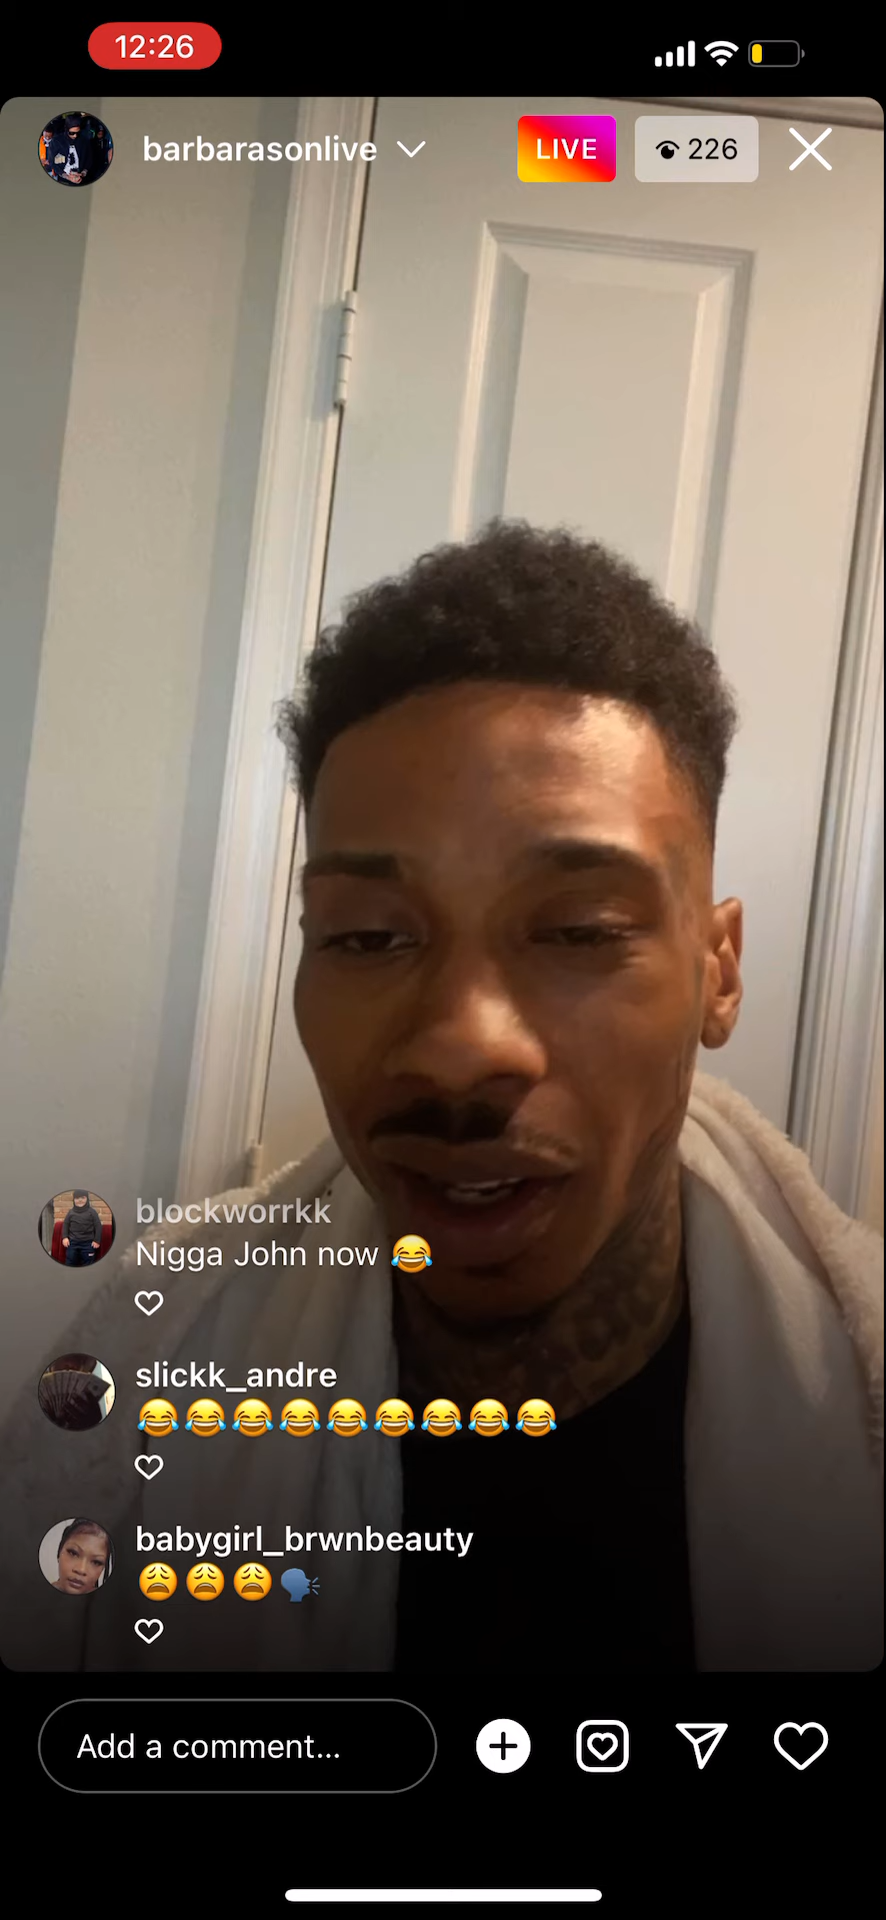 12:26
barbarasonlive
LIVE
226
blockworrkk
Nigga John now 😂
slickk_andre
😂😂😂😂😂😂😂😂😂
babygirl_brwnbeauty
😩😩😩🗣️
Add a comment...